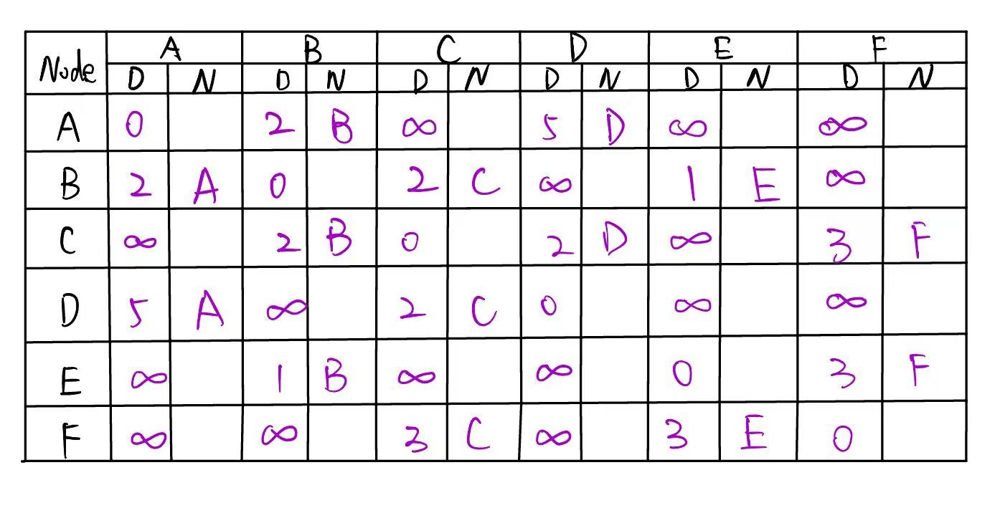 Node A B C D E F
D N D N D N D N D N D N
A 0 2 B ∞ 5 D ∞ ∞
B 2 A 0 2 C ∞ 1 E ∞
C ∞ 2 B 0 2 D ∞ 3 F
D 5 A ∞ 2 C 0 ∞ ∞
E ∞ 1 B ∞ ∞ 0 3 F
F ∞ ∞ 3 C ∞ 3 E 0